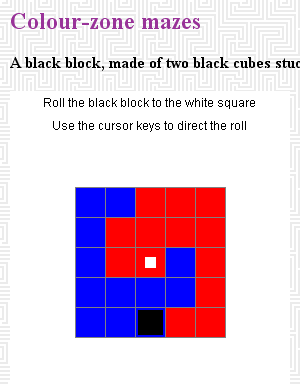 Colour-zone mazes
A black block, made of two black cubes
Roll the black block to the white square
Use the cursor keys to direct the roll